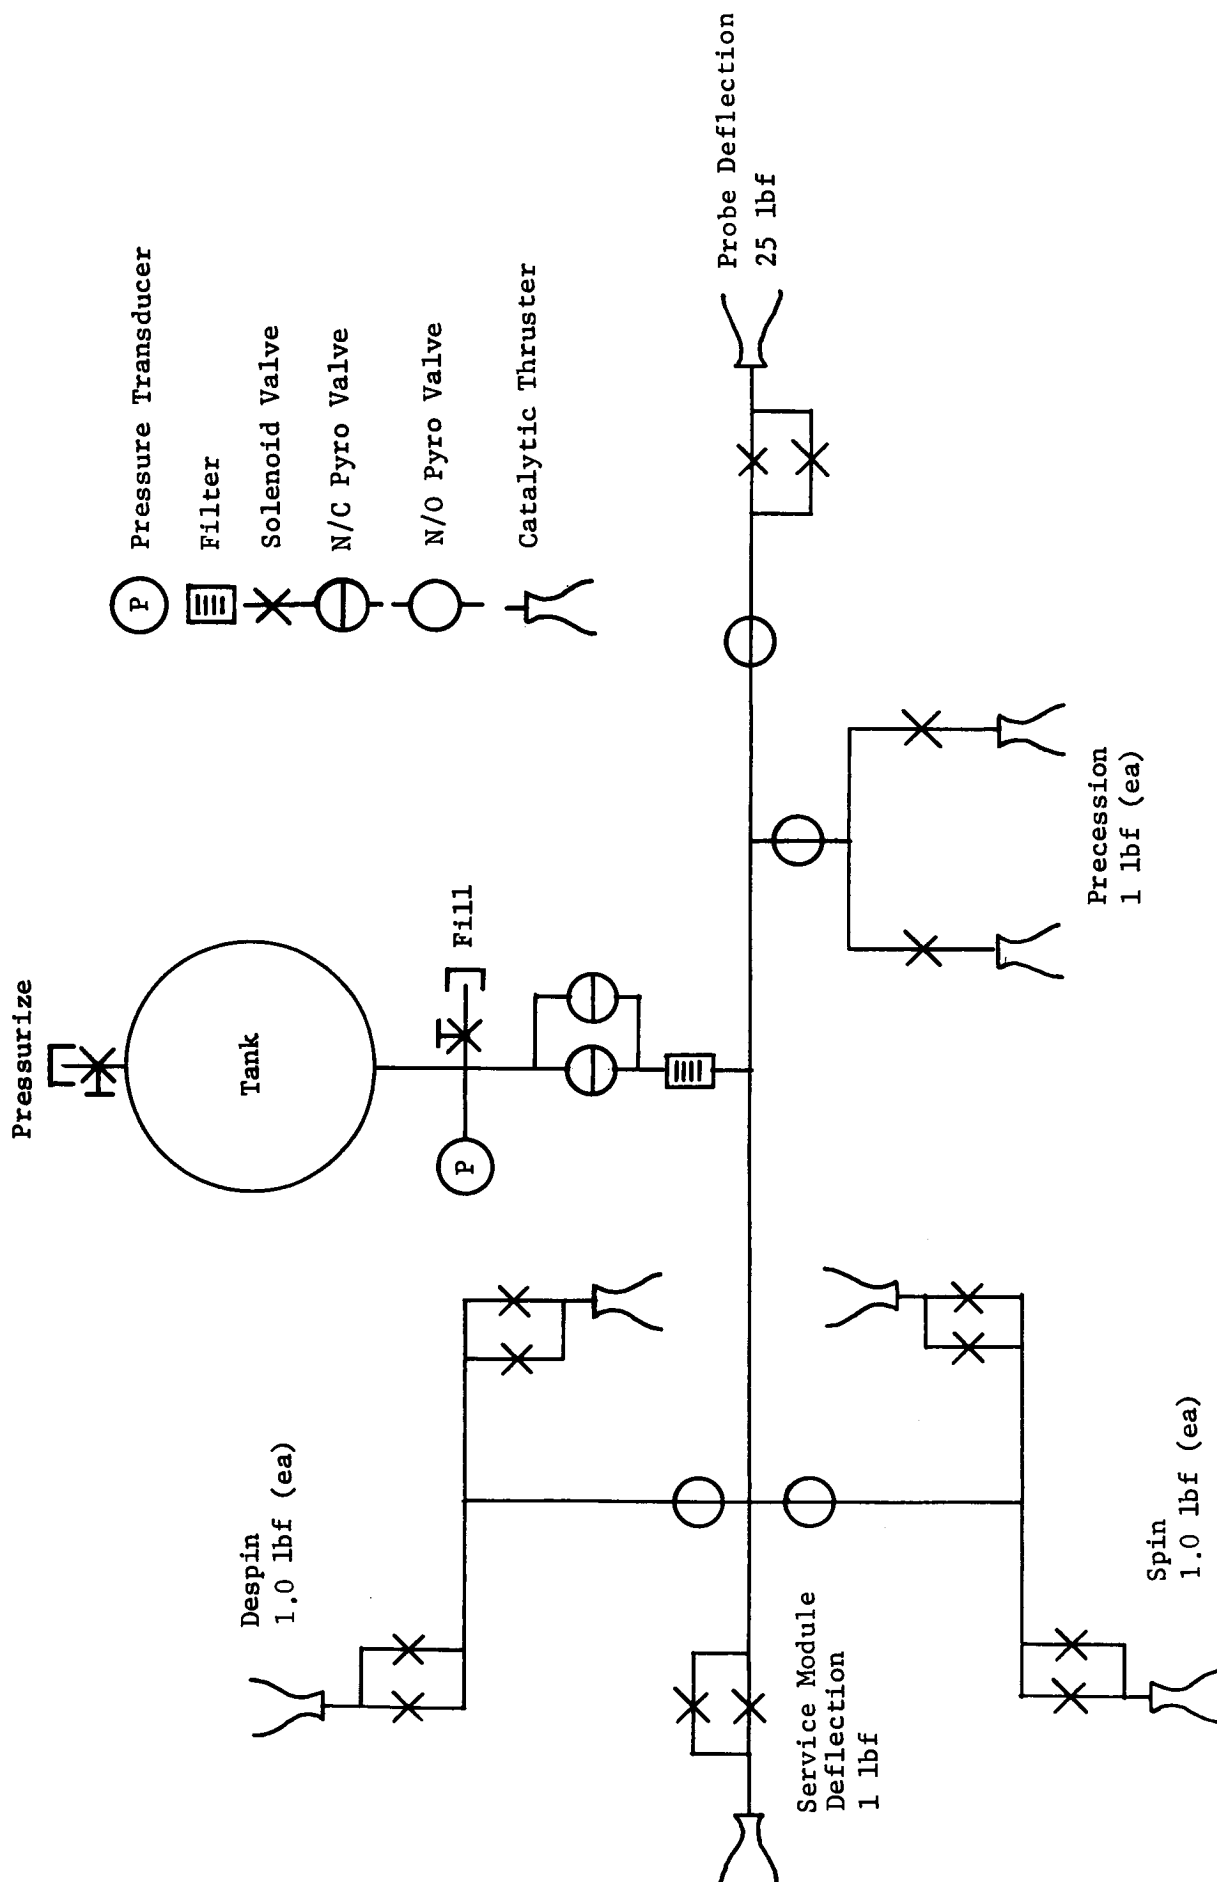 Pressurize
Tank
Fill
P
P
Pressure Transducer
Filter
Solenoid Valve
N/C Pyro Valve
N/O Pyro Valve
Catalytic Thruster
Despin
1.0 lbf (ea)
Service Module
Deflection
1 lbf
Spin
1.0 lbf (ea)
Precession
1 lbf (ea)
Probe Deflection
25 lbf